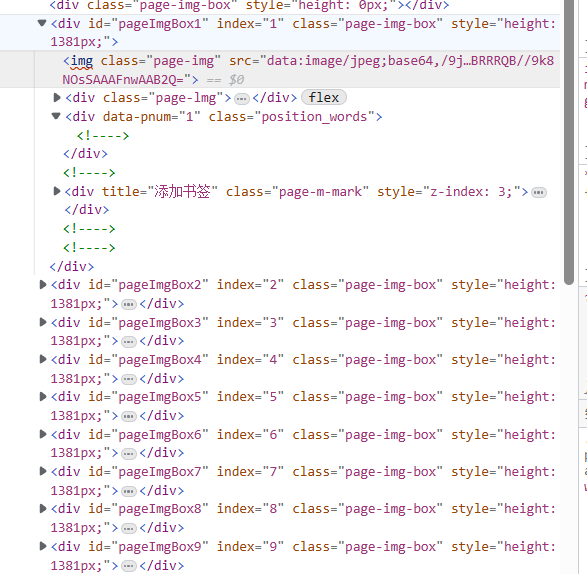 <div class="page-img-box" style="height: 0px;"></div>
<div id="pageImgBox1" index="1" class="page-img-box" style="height:
1381px;">
<img class="page-img" src="data:image/jpeg;base64,/9j…BRRRQB//9k8
NOsSAAAFnwAAB2Q="> == $0
<div class="page-lmg">…</div> flex
<div data-pnum="1" class="position_words">
<!---->
</div>
<!---->
<div title="添加书签" class="page-m-mark" style="z-index: 3;">…
</div>
<!---->
<!---->
</div>
<div id="pageImgBox2" index="2" class="page-img-box" style="height:
1381px;">…</div>
<div id="pageImgBox3" index="3" class="page-img-box" style="height:
1381px;">…</div>
<div id="pageImgBox4" index="4" class="page-img-box" style="height:
1381px;">…</div>
<div id="pageImgBox5" index="5" class="page-img-box" style="height:
1381px;">…</div>
<div id="pageImgBox6" index="6" class="page-img-box" style="height:
1381px;">…</div>
<div id="pageImgBox7" index="7" class="page-img-box" style="height:
1381px;">…</div>
<div id="pageImgBox8" index="8" class="page-img-box" style="height:
1381px;">…</div>
<div id="pageImgBox9" index="9" class="page-img-box" style="height:
1381px;">…</div>